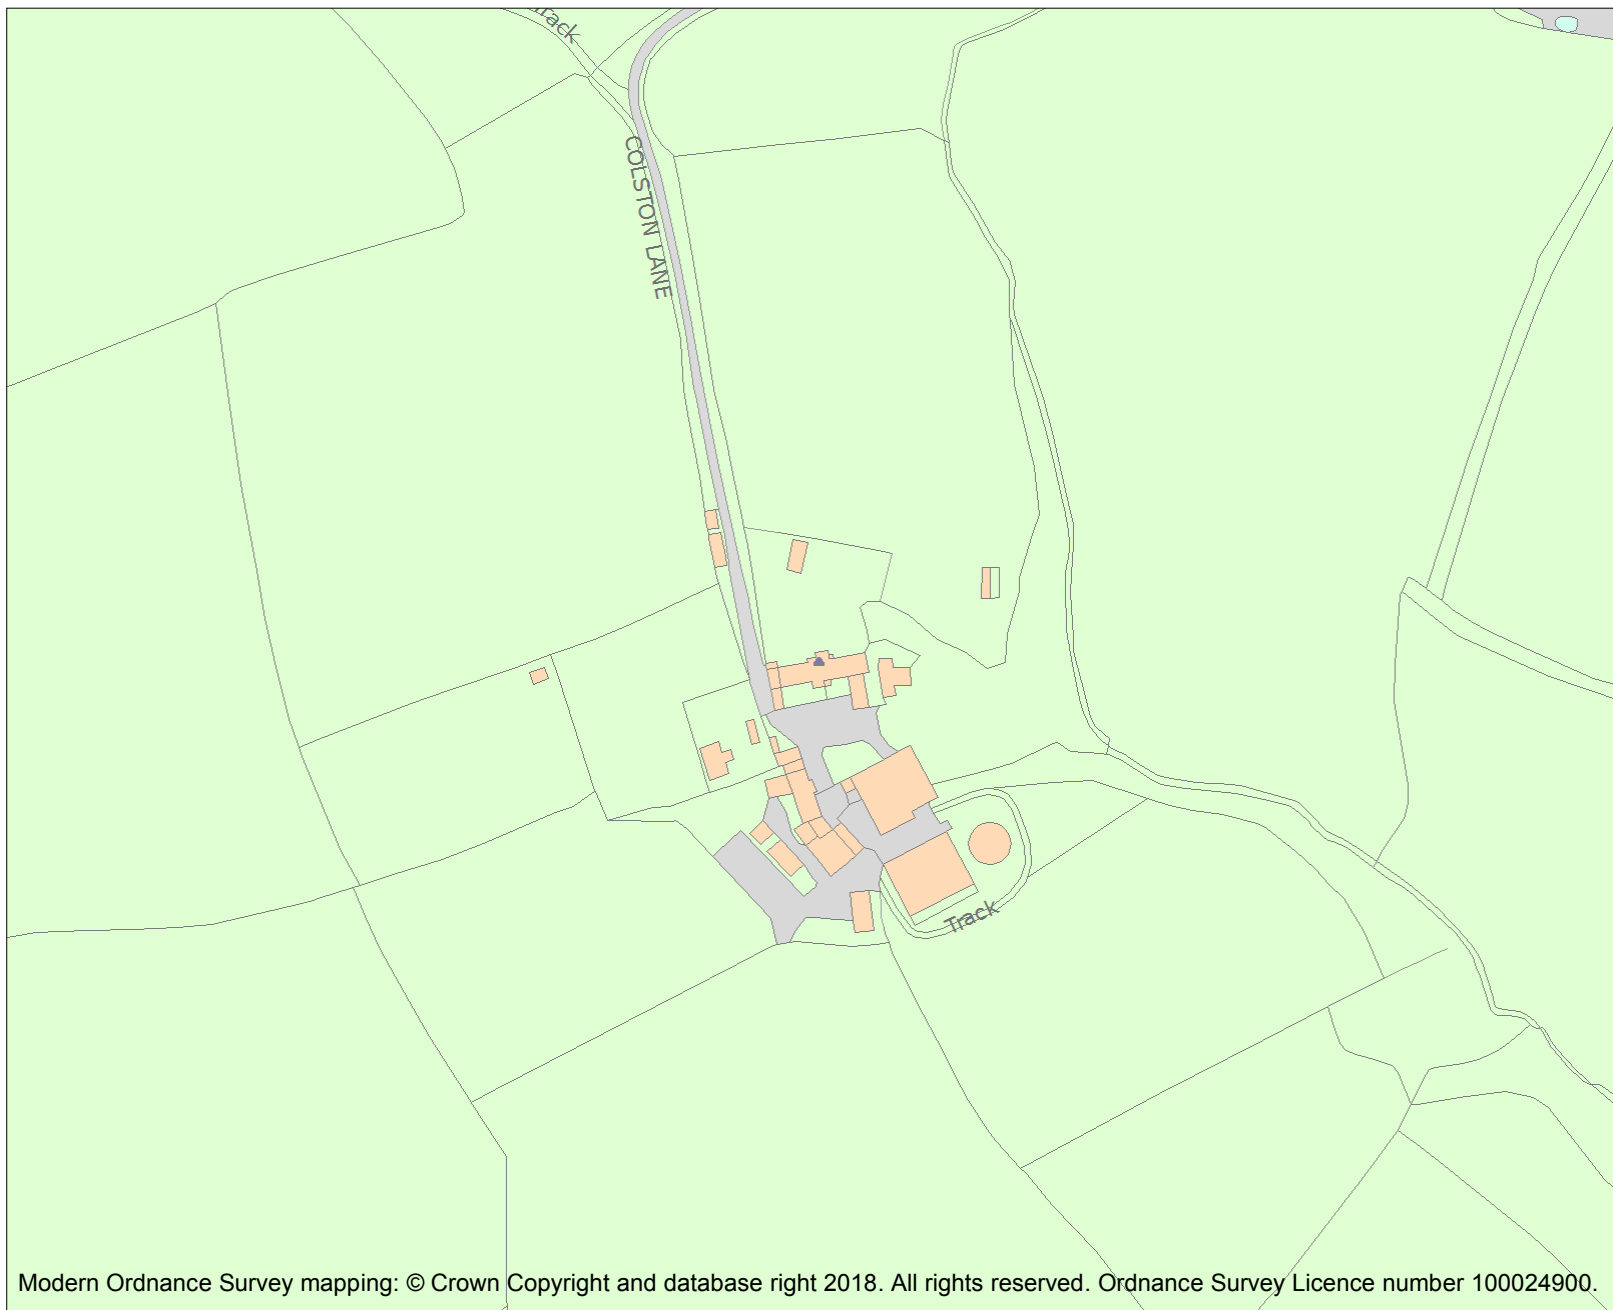 Track
COLSTON LANE
Track
Modern Ordnance Survey mapping: © Crown Copyright and database right 2018. All rights reserved. Ordnance Survey Licence number 100024900.